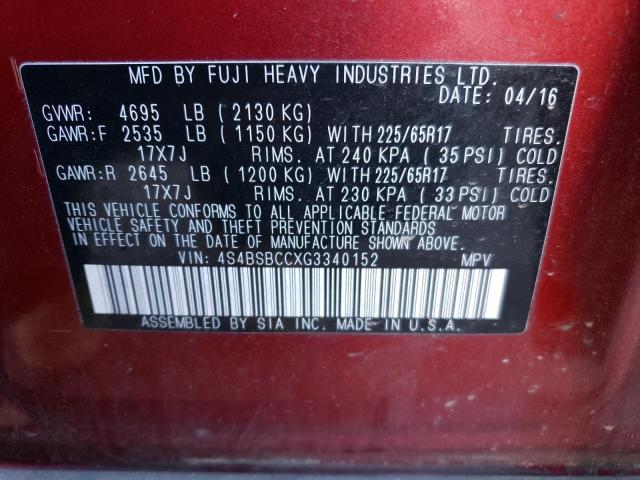 MFD BY FUJI HEAVY INDUSTRIES LTD.
DATE: 04/16
GVWR: 4695 LB (2130 KG)
GAWR:F 2535 LB (1150 KG) WITH 225/65R17 TIRES.
17X7J RIMS. AT 240 KPA (35 PSI) COLD
GAWR:R 2645 LB (1200 KG) WITH 225/65R17 TIRES.
17X7J RIMS. AT 230 KPA (33 PSI) COLD
THIS VEHICLE CONFORMS TO ALL APPLICABLE FEDERAL MOTOR
VEHICLE SAFETY AND THEFT PREVENTION STANDARDS
IN EFFECT ON THE DATE OF MANUFACTURE SHOWN ABOVE.
VIN: 4S4BSBCCXG3340152 MPV
ASSEMBLED BY SIA INC. MADE IN U.S.A.